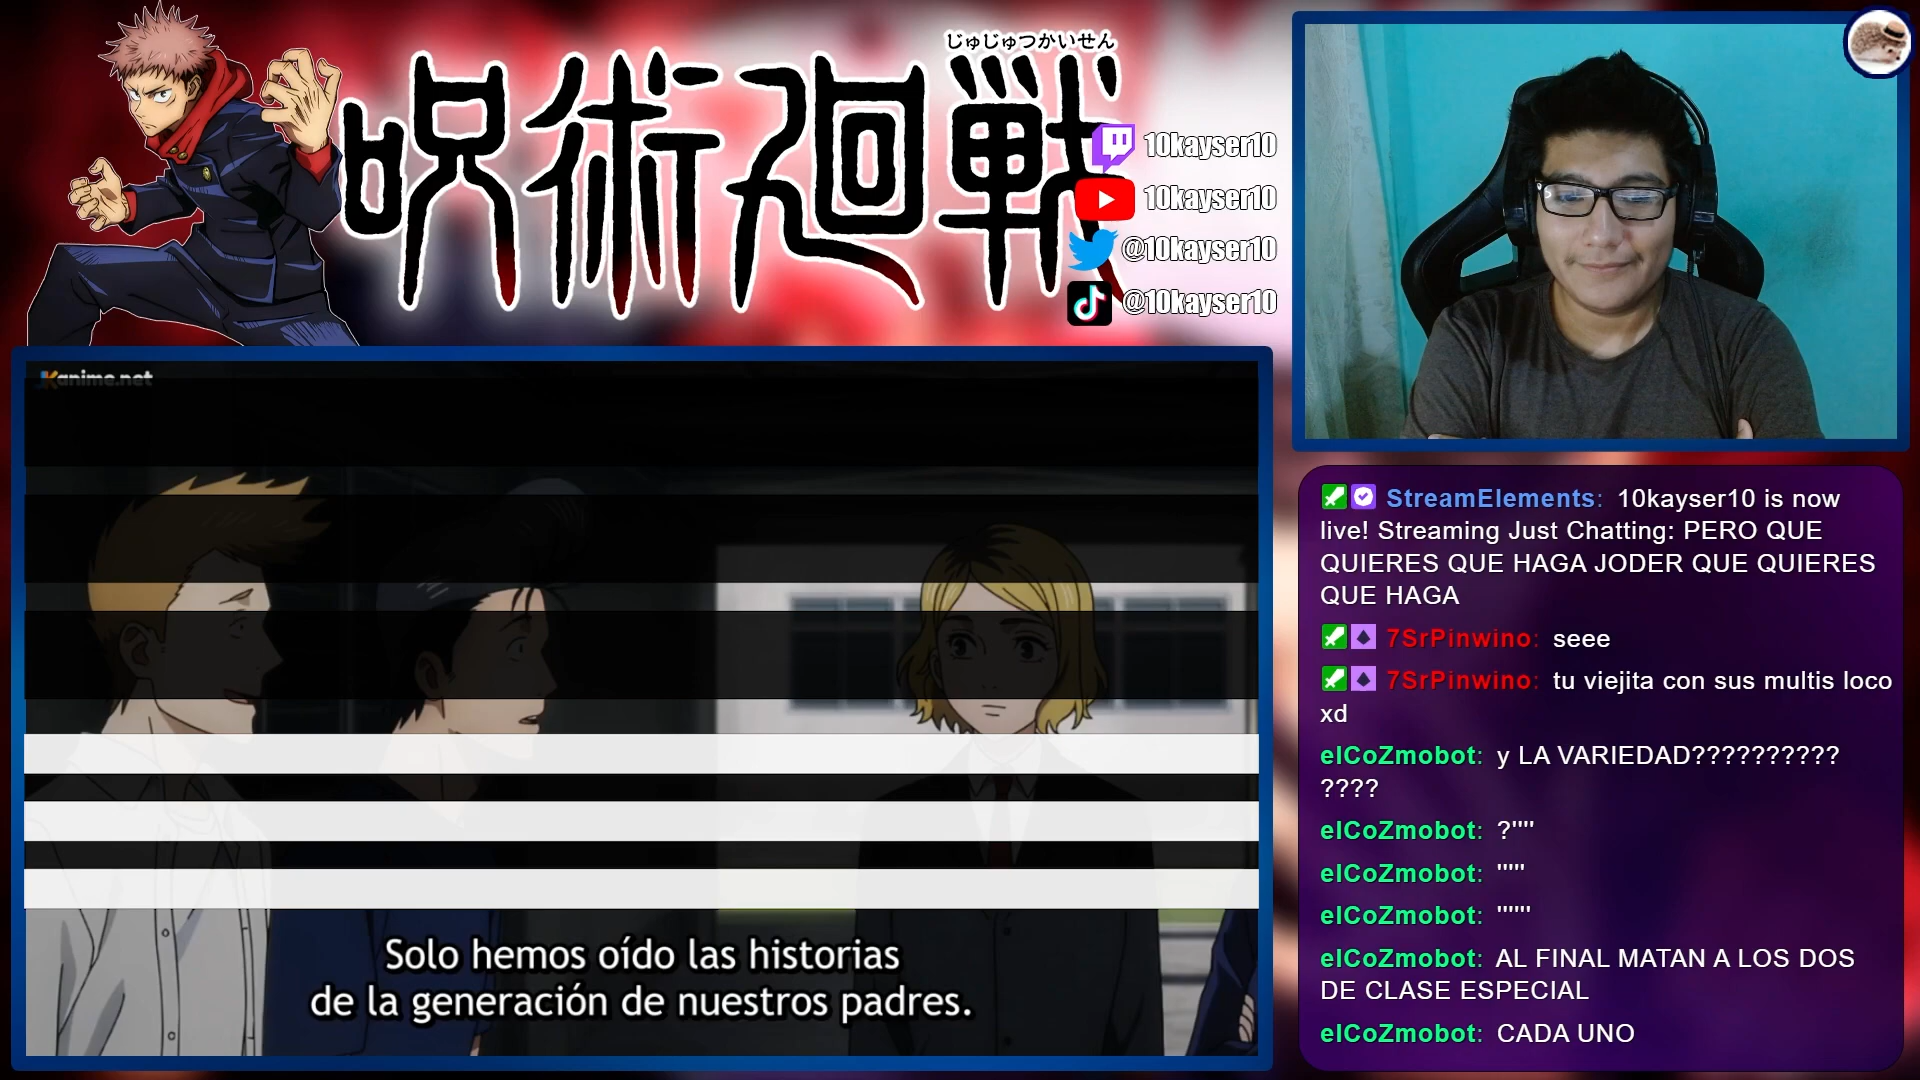 じゅじゅつかいせん
呪術廻戦
10kayser10
10kayser10
@10kayser10
@10kayser10
Kanime.net
Solo hemos oído las historias
de la generación de nuestros padres.
StreamElements: 10kayser10 is now
live! Streaming Just Chatting: PERO QUE
QUIERES QUE HAGA JODER QUE QUIERES
QUE HAGA
7SrPinwino: seee
7SrPinwino: tu viejita con sus multis loco
xd
elCoZmobot: y LA VARIEDAD??????????
????
elCoZmobot: ?''''
elCoZmobot: '''''
elCoZmobot: ''''''
elCoZmobot: AL FINAL MATAN A LOS DOS
DE CLASE ESPECIAL
elCoZmobot: CADA UNO